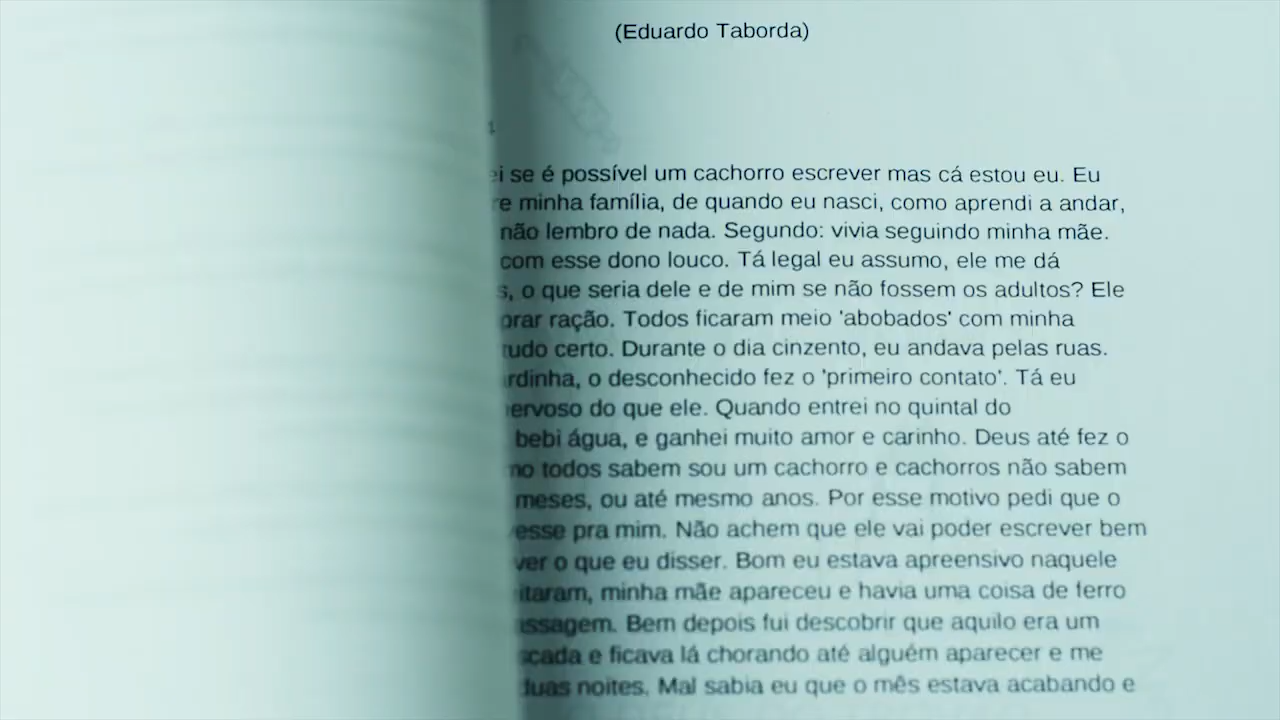 (Eduardo Taborda)
1
se é possível um cachorro escrever mas cá estou eu. Eu
minha família, de quando eu nasci, como aprendi a andar,
não lembro de nada. Segundo: vivia seguindo minha mãe.
com esse dono louco. Tá legal eu assumo, ele me dá
o que seria dele e de mim se não fossem os adultos? Ele
ração. Todos ficaram meio 'abobados' com minha
tudo certo. Durante o dia cinzento, eu andava pelas ruas.
o desconhecido fez o 'primeiro contato'. Tá eu
do que ele. Quando entrei no quintal do
bebi água, e ganhei muito amor e carinho. Deus até fez o
todos sabem sou um cachorro e cachorros não sabem
meses, ou até mesmo anos. Por esse motivo pedi que o
pra mim. Não achem que ele vai poder escrever bem
o que eu disser. Bom eu estava apreensivo naquele
minha mãe apareceu e havia uma coisa de ferro
Bem depois fui descobrir que aquilo era um
e ficava lá chorando até alguém aparecer e me
duas noites. Mal sabia eu que o mês estava acabando e